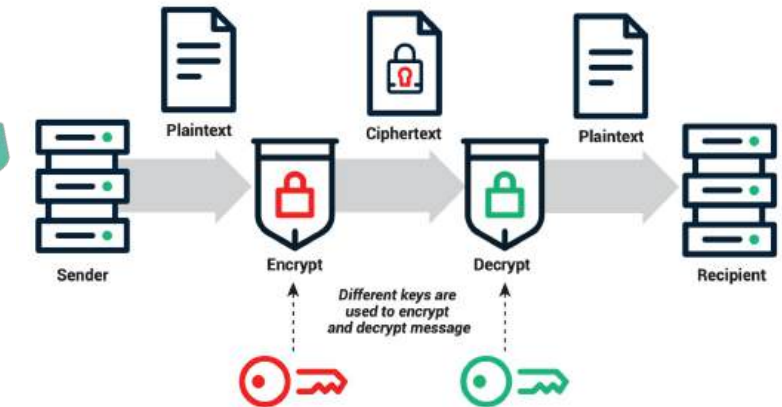 Plaintext
Ciphertext
Plaintext
Sender
Encrypt
Decrypt
Recipient
Different keys are
used to encrypt
and decrypt message